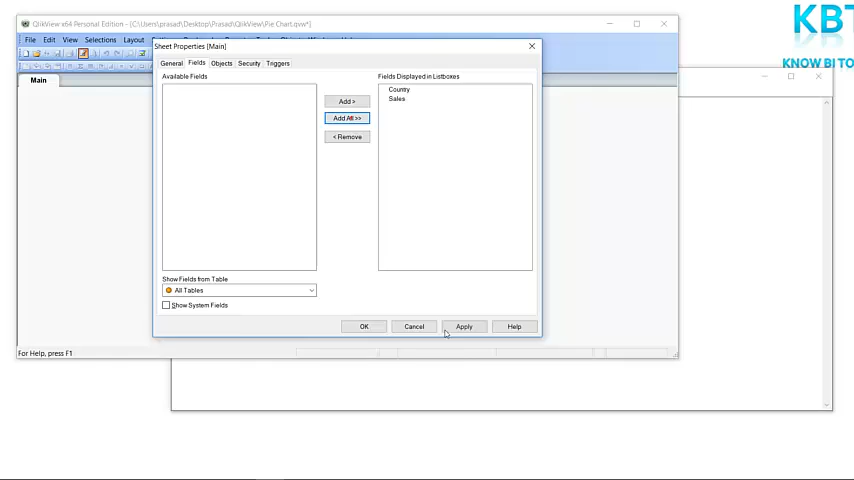 KBT
KNOW BI TO
QlikView x64 Personal Edition - [C:\Users\prasad\Desktop\Prasad\QlikView\Pie Chart.qvw*]
File Edit View Selections Layout
Main
Sheet Properties [Main]
General Fields Objects Security Triggers
Available Fields
Fields Displayed in Listboxes
Country
Sales
Add >
Add All >>
< Remove
Show Fields from Table
All Tables
Show System Fields
OK Cancel Apply Help
For Help, press F1